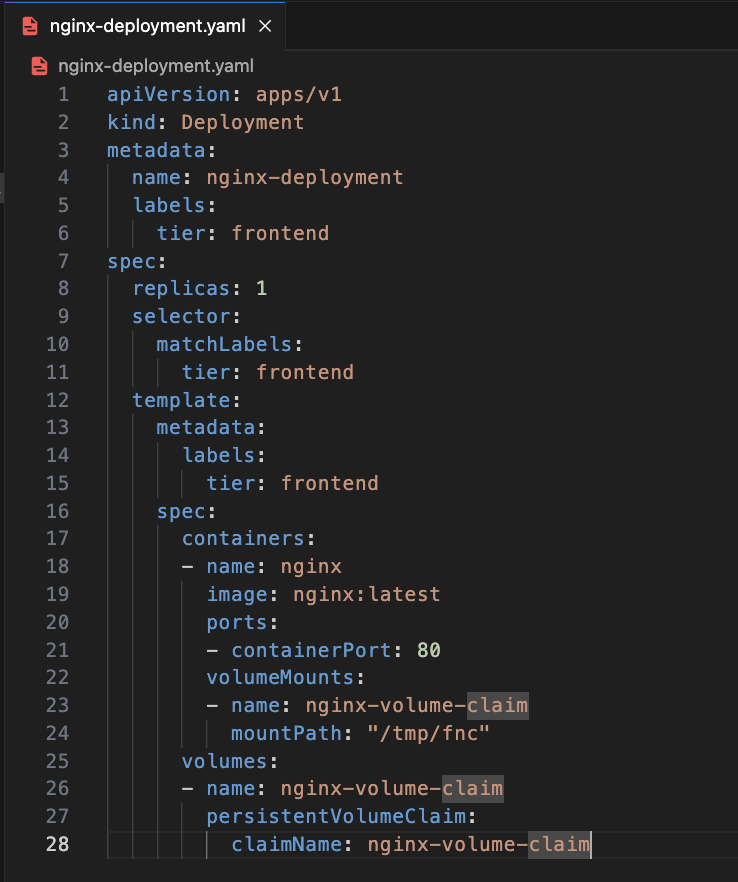 nginx-deployment.yaml
nginx-deployment.yaml
1 apiVersion: apps/v1
2 kind: Deployment
3 metadata:
4   name: nginx-deployment
5   labels:
6     tier: frontend
7 spec:
8   replicas: 1
9   selector:
10     matchLabels:
11       tier: frontend
12   template:
13     metadata:
14       labels:
15         tier: frontend
16     spec:
17       containers:
18       - name: nginx
19         image: nginx:latest
20         ports:
21         - containerPort: 80
22         volumeMounts:
23         - name: nginx-volume-claim
24           mountPath: "/tmp/fnc"
25       volumes:
26       - name: nginx-volume-claim
27         persistentVolumeClaim:
28           claimName: nginx-volume-claim